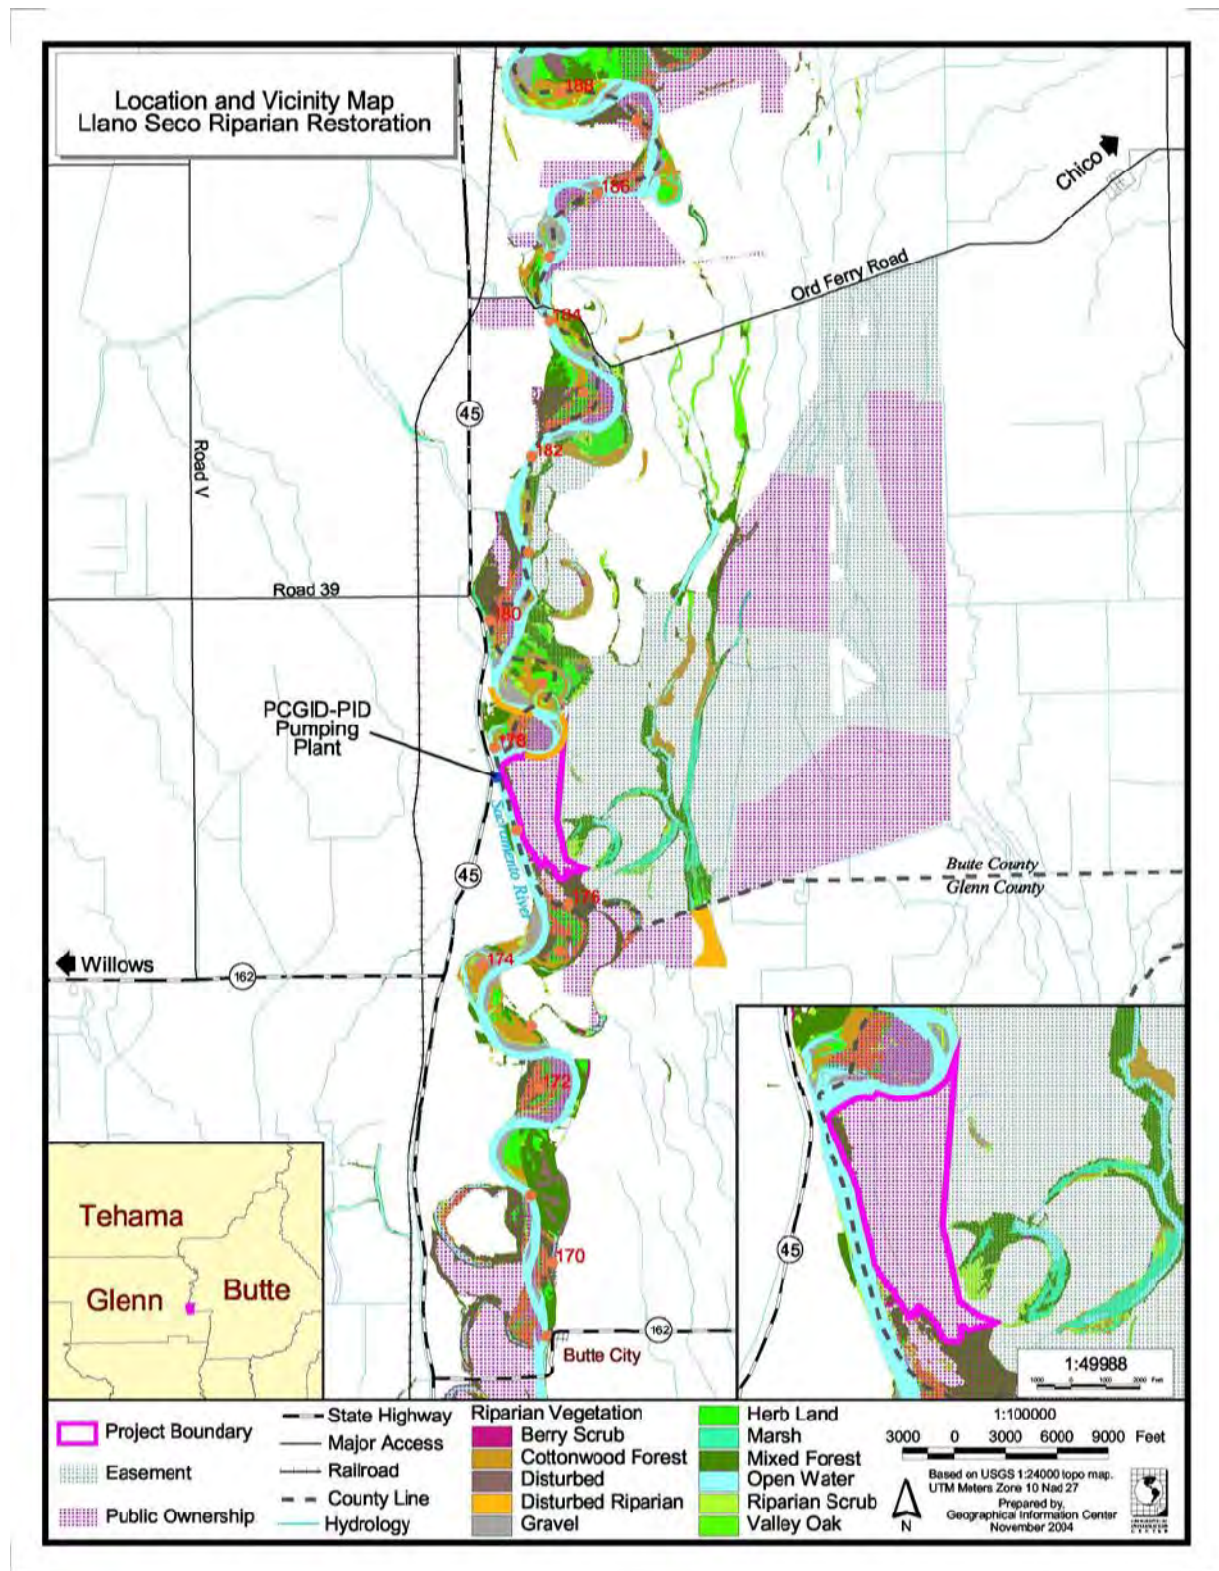 Location and Vicinity Map
Llano Seco Riparian Restoration
188
Chico
186
Ord Ferry Road
184
45
182
Road V
Road 39
180
PCGID-PID
Pumping
Plant
178
Sacramento River
45
Butte County
Glenn County
176
Willows
162
174
172
170
162
Butte City
Tehama
Glenn
Butte
45
1:49988
1000 0 1000 2000 Feet
Project Boundary
Easement
Public Ownership
State Highway
Major Access
Railroad
County Line
Hydrology
Riparian Vegetation
Berry Scrub
Cottonwood Forest
Disturbed
Disturbed Riparian
Gravel
Herb Land
Marsh
Mixed Forest
Open Water
Riparian Scrub
Valley Oak
1:100000
3000 0 3000 6000 9000 Feet
Based on USGS 1:24000 topo map.
UTM Meters Zone 10 Nad 27
Prepared by,
Geographical Information Center
November 2004
N